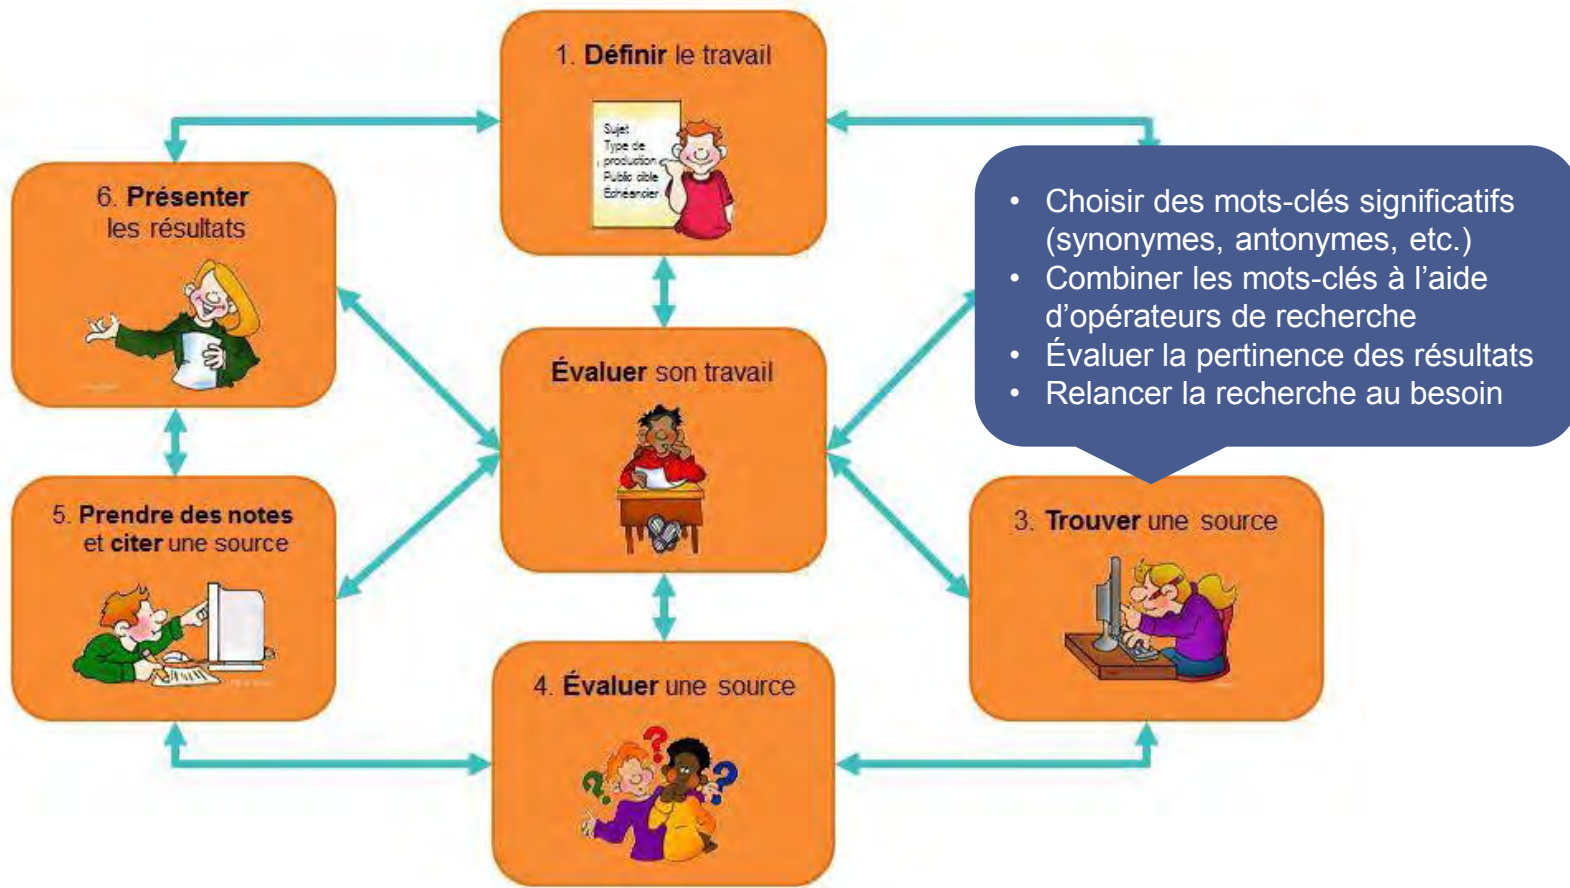 1. Définir le travail
Sujet
Type de
production
Public cible
Échéancier
6. Présenter
les résultats
• Choisir des mots-clés significatifs
(synonymes, antonymes, etc.)
• Combiner les mots-clés à l’aide
d’opérateurs de recherche
• Évaluer la pertinence des résultats
• Relancer la recherche au besoin
Évaluer son travail
5. Prendre des notes
et citer une source
3. Trouver une source
4. Évaluer une source